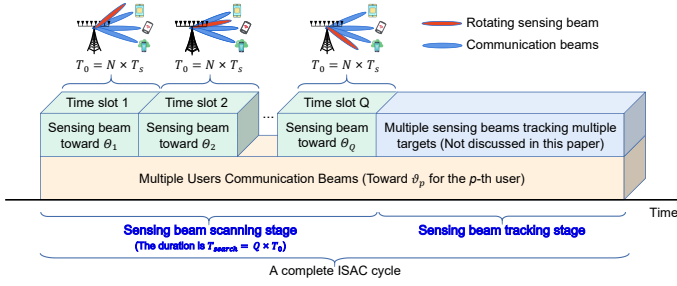 Rotating sensing beam
Communication beams
T₀ = N × Tₛ
T₀ = N × Tₛ
T₀ = N × Tₛ
Time slot 1
Time slot 2
...
Time slot Q
Sensing beam
toward Θ₁
Sensing beam
toward Θ₂
Sensing beam
toward Θ_Q
Multiple sensing beams tracking multiple
targets (Not discussed in this paper)
Multiple Users Communication Beams (Toward ϑₚ for the p-th user)
Time
Sensing beam scanning stage
(The duration is T_search = Q × T₀)
Sensing beam tracking stage
A complete ISAC cycle